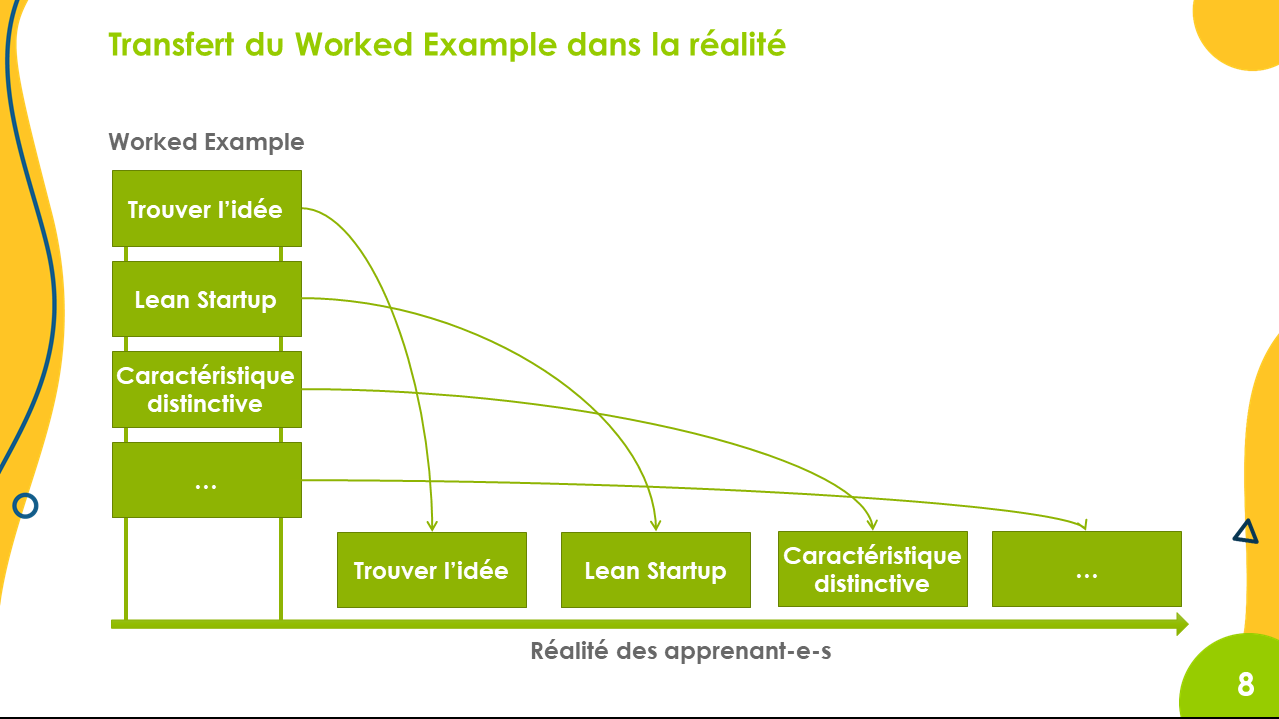 Transfert du Worked Example dans la réalité
Worked Example
Trouver l’idée
Lean Startup
Caractéristique
distinctive
...
Trouver l’idée
Lean Startup
Caractéristique
distinctive
...
Réalité des apprenant-e-s
8